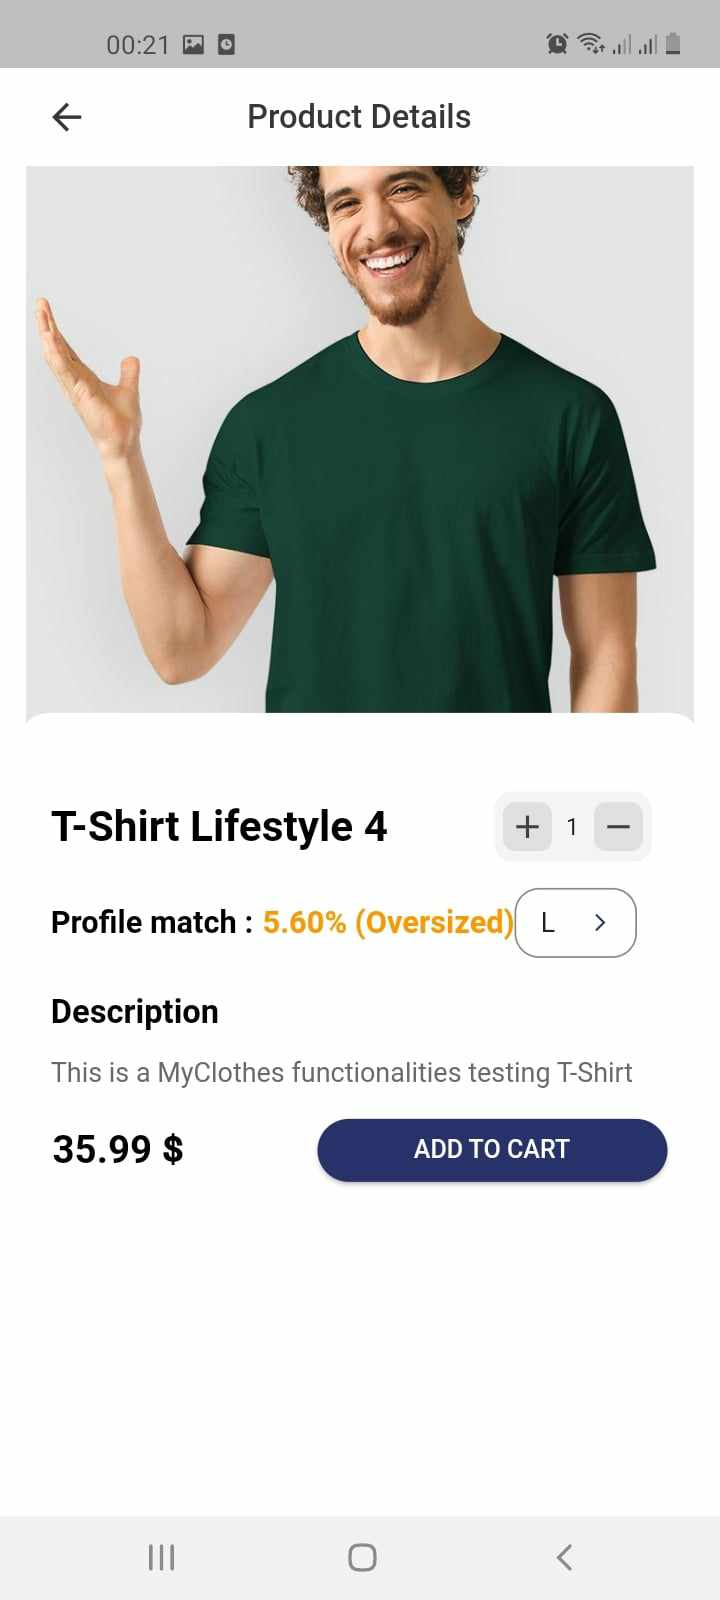 00:21
Product Details
T-Shirt Lifestyle 4
1
Profile match : 5.60% (Oversized)
L
Description
This is a MyClothes functionalities testing T-Shirt
35.99 $
ADD TO CART